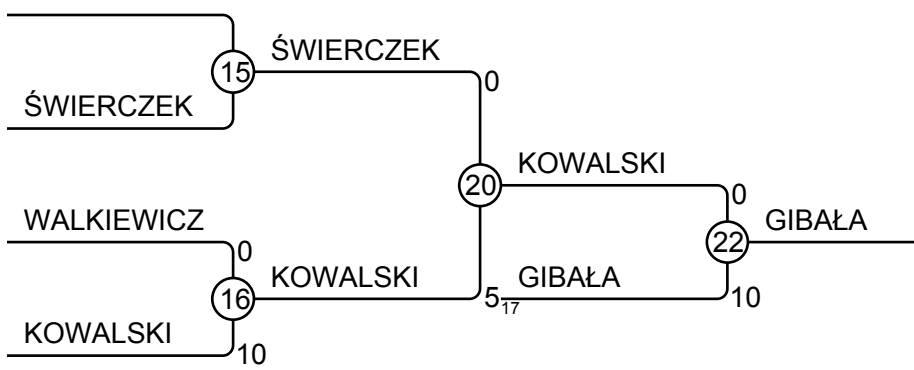 ŚWIERCZEK
15
0
ŚWIERCZEK
KOWALSKI
20
0
WALKIEWICZ
GIBAŁA
0
22
KOWALSKI
GIBAŁA
16
5
17
10
KOWALSKI
10